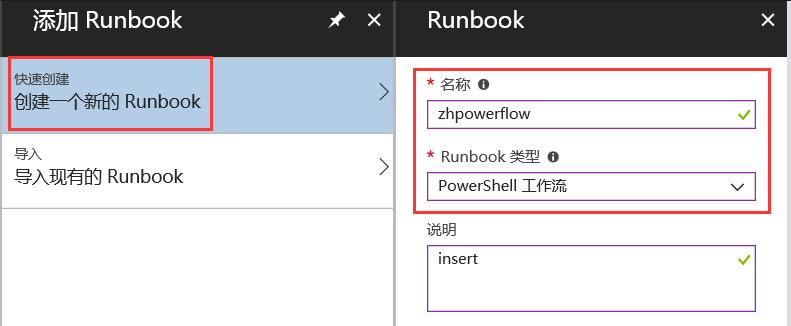 添加 Runbook
快速创建
创建一个新的 Runbook
导入
导入现有的 Runbook
Runbook
* 名称
zhpowerflow
* Runbook 类型
PowerShell 工作流
说明
insert